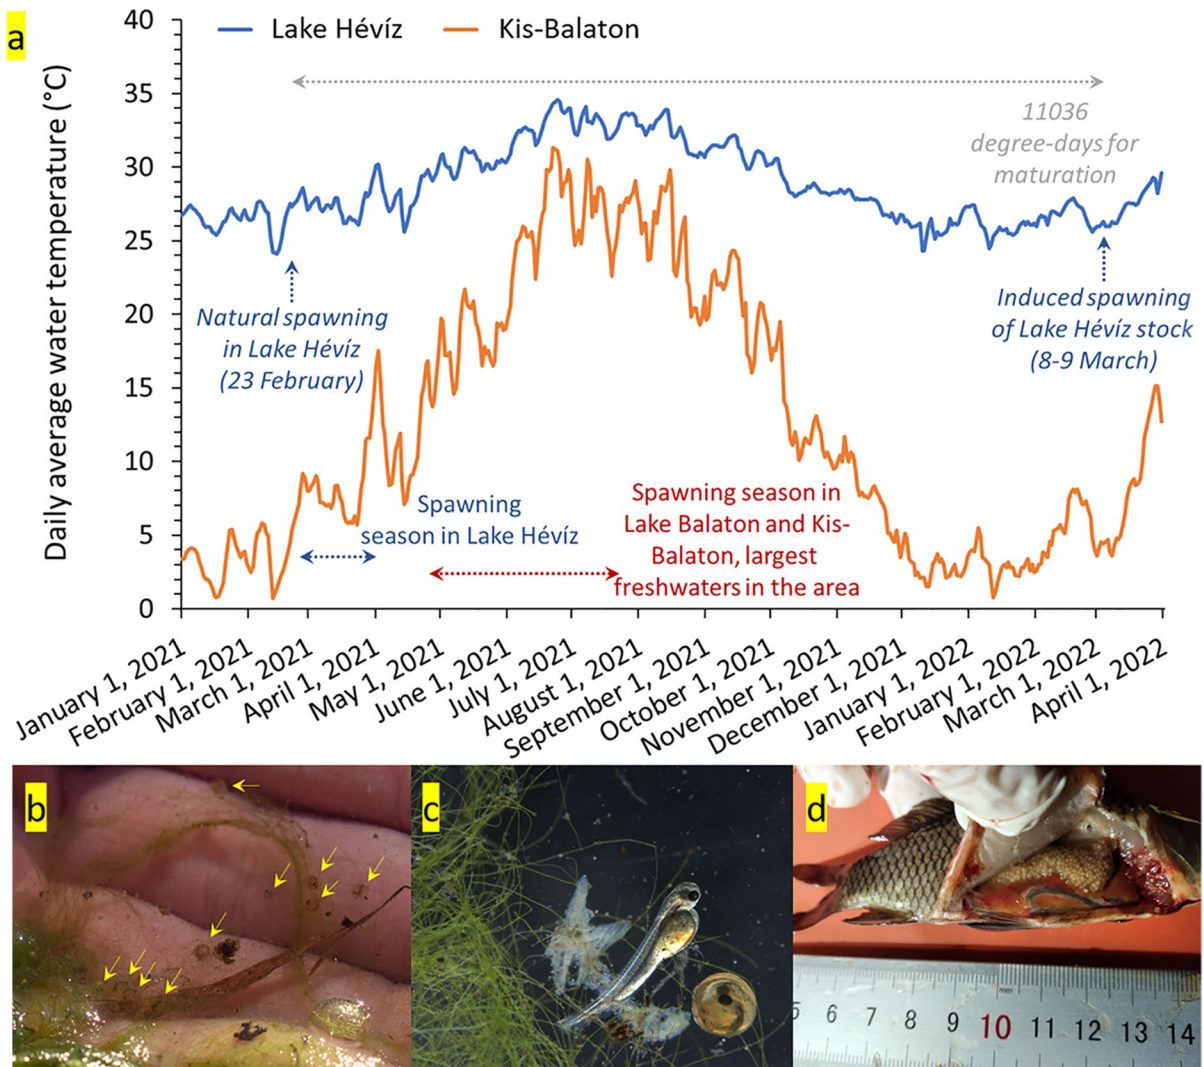 a
Lake Hévíz
Kis-Balaton
Daily average water temperature (°C)
40
35
30
25
20
15
10
5
0
11036
degree-days for
maturation
Natural spawning
in Lake Hévíz
(23 February)
Induced spawning
of Lake Hévíz stock
(8-9 March)
Spawning
season in Lake Hévíz
Spawning season in
Lake Balaton and Kis-
Balaton, largest
freshwaters in the area
January 1, 2021
February 1, 2021
March 1, 2021
April 1, 2021
May 1, 2021
June 1, 2021
July 1, 2021
August 1, 2021
September 1, 2021
October 1, 2021
November 1, 2021
December 1, 2021
January 1, 2022
February 1, 2022
March 1, 2022
April 1, 2022
b
c
d
5 6 7 8 9 10 11 12 13 14